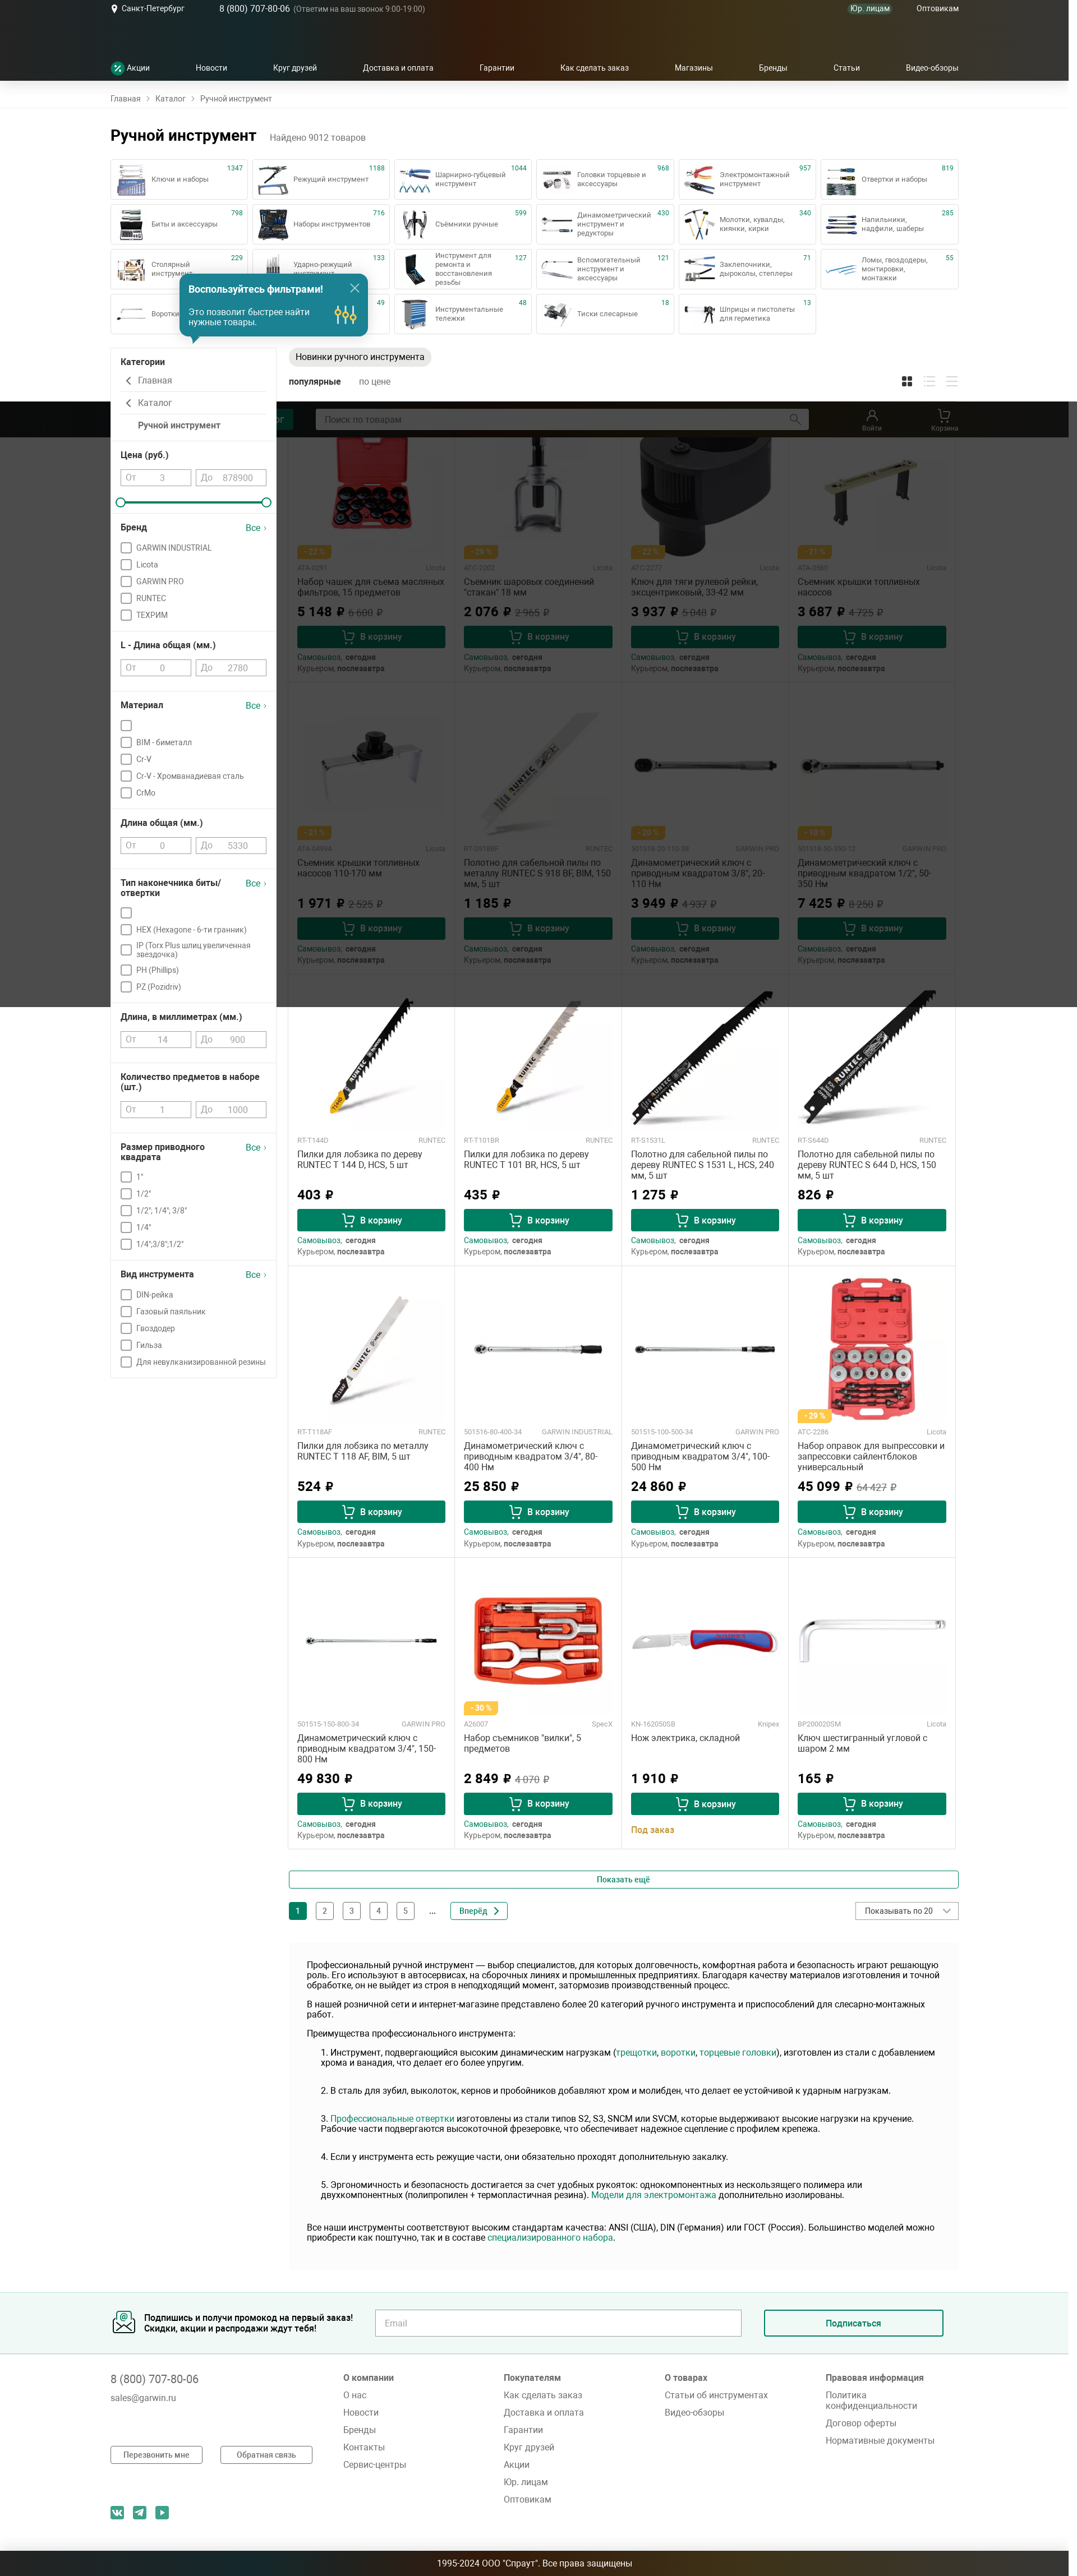 Санкт-Петербург
8 (800) 707-80-06 (Ответим на ваш звонок 9:00-19:00)
Юр. лицам
Оптовикам
Акции
Новости
Круг друзей
Доставка и оплата
Гарантии
Как сделать заказ
Магазины
Бренды
Статьи
Видео-обзоры
Главная > Каталог > Ручной инструмент
Ручной инструмент
Найдено 9012 товаров
Ключи и наборы 1347
Режущий инструмент 1188
Шарнирно-губцевый инструмент 1044
Головки торцевые и аксессуары 968
Электромонтажный инструмент 957
Отвертки и наборы 819
Биты и аксессуары 798
Наборы инструментов 716
Съёмники ручные 599
Динамометрический инструмент и редукторы 430
Молотки, кувалды, киянки, кирки 340
Напильники, надфили, шаберы 285
Столярный инструмент 229
Ударно-режущий инструмент 133
Инструмент для ремонта и восстановления резьбы 127
Вспомогательный инструмент и аксессуары 121
Заклепочники, дыроколы, степлеры 71
Ломы, гвоздодеры, монтировки, монтажки 55
Воротки
49
Инструментальные тележки 48
Тиски слесарные 18
Шприцы и пистолеты для герметика 13
Воспользуйтесь фильтрами!
Это позволит быстрее найти
нужные товары.
Категории
Главная
Каталог
Ручной инструмент
Цена (руб.)
От 3 До 878900
Бренд Все
GARWIN INDUSTRIAL
Licota
GARWIN PRO
RUNTEC
ТЕХРИМ
L - Длина общая (мм.)
От 0 До 2780
Материал Все
BIM - биметалл
Cr-V
Cr-V - Хромванадиевая сталь
CrMo
Длина общая (мм.)
От 0 До 5330
Тип наконечника биты/
отвертки Все
HEX (Hexagone - 6-ти гранник)
IP (Torx Plus шлиц увеличенная
звездочка)
PH (Phillips)
PZ (Pozidriv)
Длина, в миллиметрах (мм.)
От 14 До 900
Количество предметов в наборе
(шт.)
От 1 До 1000
Размер приводного
квадрата Все
1"
1/2"
1/2"; 1/4"; 3/8"
1/4"
1/4";3/8";1/2"
Вид инструмента Все
DIN-рейка
Газовый паяльник
Гвоздодер
Гильза
Для невулканизированной резины
Новинки ручного инструмента
популярные по цене
Поиск по товарам
Войти
Корзина
- 22 % - 29 % - 22 % - 21 %
Licota ATC-2202 Licota ATC-2277 Licota Licota
Набор чашек для съема масляных фильтров, 15 предметов
Съемник шаровых соединений "стакан" 18 мм
Ключ для тяги рулевой рейки, эксцентриковый, 33-42 мм
Съемник крышки топливных насосов
5 148 ₽ 6 600 ₽
2 076 ₽ 2 965 ₽
3 937 ₽ 5 048 ₽
3 687 ₽ 4 725 ₽
В корзину В корзину В корзину В корзину
Самовывоз, сегодня Самовывоз, сегодня Самовывоз, сегодня Самовывоз, сегодня
Курьером, послезавтра Курьером, послезавтра Курьером, послезавтра Курьером, послезавтра
- 20 % - 10 %
Licota RUNTEC GARWIN PRO GARWIN PRO
Съемник крышки топливных насосов 110-170 мм
Полотно для сабельной пилы по металлу RUNTEC S 918 BF, BIM, 150 мм, 5 шт
Динамометрический ключ с приводным квадратом 3/8", 20-110 Нм
Динамометрический ключ с приводным квадратом 1/2", 50-350 Нм
1 971 ₽ 2 525 ₽
1 185 ₽
3 949 ₽ 4 937 ₽
7 425 ₽ 8 250 ₽
В корзину В корзину В корзину В корзину
Самовывоз, сегодня Самовывоз, сегодня Самовывоз, сегодня Самовывоз, сегодня
Курьером, послезавтра Курьером, послезавтра Курьером, послезавтра Курьером, послезавтра
RT-T144D RUNTEC RT-T101BR RUNTEC RT-S1531L RUNTEC RT-S644D RUNTEC
Пилки для лобзика по дереву RUNTEC T 144 D, HCS, 5 шт
Пилки для лобзика по дереву RUNTEC T 101 BR, HCS, 5 шт
Полотно для сабельной пилы по дереву RUNTEC S 1531 L, HCS, 240 мм, 5 шт
Полотно для сабельной пилы по дереву RUNTEC S 644 D, HCS, 150 мм, 5 шт
403 ₽ 435 ₽ 1 275 ₽ 826 ₽
В корзину В корзину В корзину В корзину
Самовывоз, сегодня Самовывоз, сегодня Самовывоз, сегодня Самовывоз, сегодня
Курьером, послезавтра Курьером, послезавтра Курьером, послезавтра Курьером, послезавтра
- 29 %
RT-T118AF RUNTEC 501516-80-400-34 GARWIN INDUSTRIAL 501515-100-500-34 GARWIN PRO ATC-2286 Licota
Пилки для лобзика по металлу RUNTEC T 118 AF, BIM, 5 шт
Динамометрический ключ с приводным квадратом 3/4", 80-400 Нм
Динамометрический ключ с приводным квадратом 3/4", 100-500 Нм
Набор оправок для выпрессовки и запрессовки сайлентблоков универсальный
524 ₽ 25 850 ₽ 24 860 ₽ 45 099 ₽ 64 427 ₽
В корзину В корзину В корзину В корзину
Самовывоз, сегодня Самовывоз, сегодня Самовывоз, сегодня Самовывоз, сегодня
Курьером, послезавтра Курьером, послезавтра Курьером, послезавтра Курьером, послезавтра
- 30 %
501515-150-800-34 GARWIN PRO A26007 SpecX KN-162050SB Knipex BP200020SM Licota
Динамометрический ключ с приводным квадратом 3/4", 150-800 Нм
Набор съемников "вилки", 5 предметов
Нож электрика, складной
Ключ шестигранный угловой с шаром 2 мм
49 830 ₽ 2 849 ₽ 4 070 ₽ 1 910 ₽ 165 ₽
В корзину В корзину В корзину В корзину
Самовывоз, сегодня Самовывоз, сегодня Под заказ Самовывоз, сегодня
Курьером, послезавтра Курьером, послезавтра Курьером, послезавтра
Показать ещё
1 2 3 4 5 ... Вперёд
Показывать по 20
Профессиональный ручной инструмент — выбор специалистов, для которых долговечность, комфортная работа и безопасность играют решающую
роль. Его используют в автосервисах, на сборочных линиях и промышленных предприятиях. Благодаря качеству материалов изготовления и точной
обработке, он не выйдет из строя в неподходящий момент, затормозив производственный процесс.
В нашей розничной сети и интернет-магазине представлено более 20 категорий ручного инструмента и приспособлений для слесарно-монтажных
работ.
Преимущества профессионального инструмента:
1. Инструмент, подвергающийся высоким динамическим нагрузкам (трещотки, воротки, торцевые головки), изготовлен из стали с добавлением
хрома и ванадия, что делает его более упругим.
2. В сталь для зубил, выколоток, кернов и пробойников добавляют хром и молибден, что делает ее устойчивой к ударным нагрузкам.
3. Профессиональные отвертки изготовлены из стали типов S2, S3, SNCM или SVCM, которые выдерживают высокие нагрузки на кручение.
Рабочие части подвергаются высокоточной фрезеровке, что обеспечивает надежное сцепление с профилем крепежа.
4. Если у инструмента есть режущие части, они обязательно проходят дополнительную закалку.
5. Эргономичность и безопасность достигается за счет удобных рукояток: однокомпонентных из нескользящего полимера или
двухкомпонентных (полипропилен + термопластичная резина). Модели для электромонтажа дополнительно изолированы.
Все наши инструменты соответствуют высоким стандартам качества: ANSI (США), DIN (Германия) или ГОСТ (Россия). Большинство моделей можно
приобрести как поштучно, так и в составе специализированного набора.
Подпишись и получи промокод на первый заказ!
Скидки, акции и распродажи ждут тебя!
Email
Подписаться
8 (800) 707-80-06
sales@garwin.ru
Перезвонить мне
Обратная связь
О компании
О нас
Новости
Бренды
Контакты
Сервис-центры
Покупателям
Как сделать заказ
Доставка и оплата
Гарантии
Круг друзей
Акции
Юр. лицам
Оптовикам
О товарах
Статьи об инструментах
Видео-обзоры
Правовая информация
Политика
конфиденциальности
Договор оферты
Нормативные документы
1995-2024 ООО "Спраут". Все права защищены